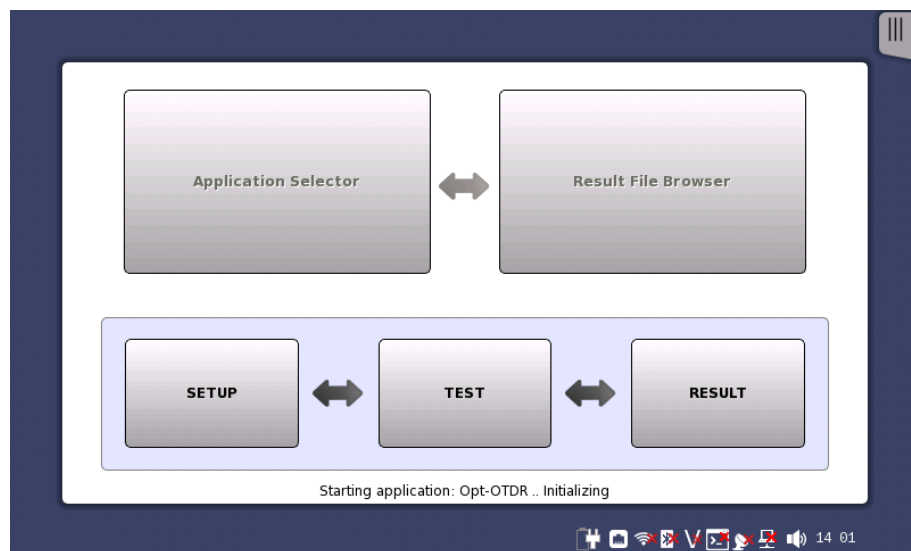 Application Selector
Result File Browser
SETUP
TEST
RESULT
Starting application: Opt-OTDR .. Initializing
14 01